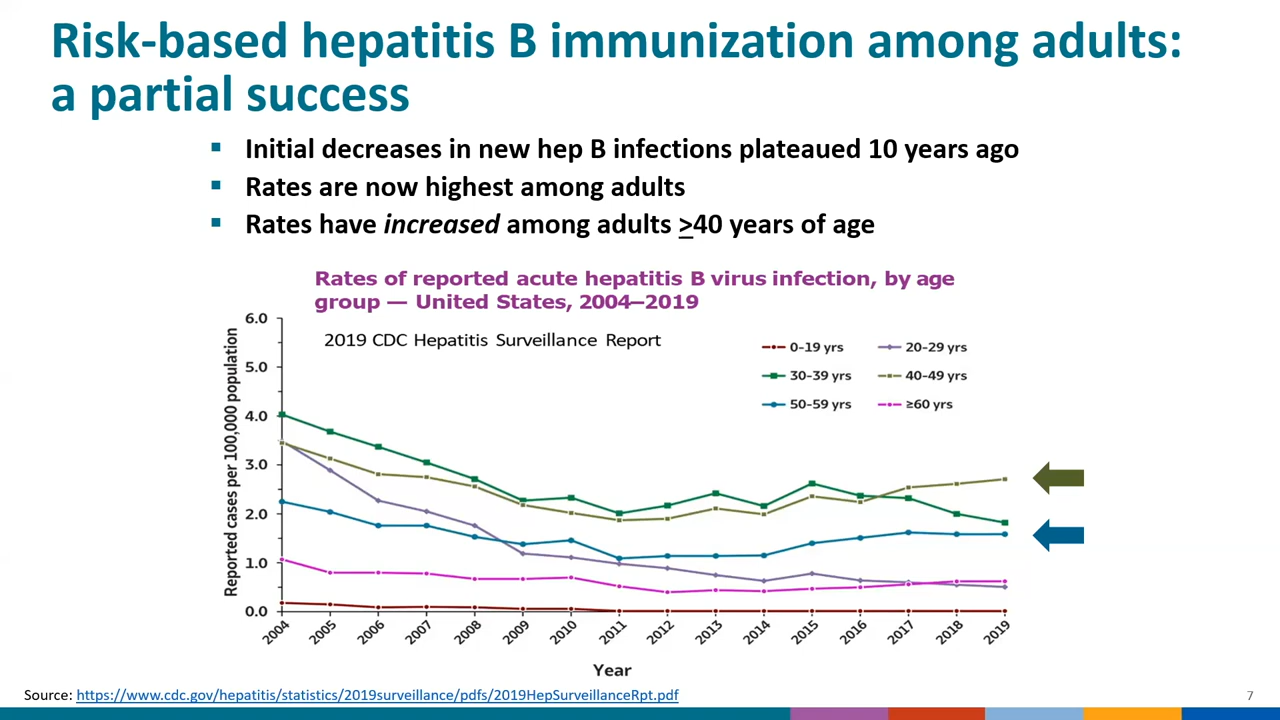 Risk-based hepatitis B immunization among adults:
a partial success
▪ Initial decreases in new hep B infections plateaued 10 years ago
▪ Rates are now highest among adults
▪ Rates have increased among adults ≥40 years of age
Rates of reported acute hepatitis B virus infection, by age
group — United States, 2004–2019
2019 CDC Hepatitis Surveillance Report
Reported cases per 100,000 population
6.0
5.0
4.0
3.0
2.0
1.0
0.0
0-19 yrs 20-29 yrs
30-39 yrs 40-49 yrs
50-59 yrs ≥60 yrs
2004 2005 2006 2007 2008 2009 2010 2011 2012 2013 2014 2015 2016 2017 2018 2019
Year
Source: https://www.cdc.gov/hepatitis/statistics/2019surveillance/pdfs/2019HepSurveillanceRpt.pdf
7